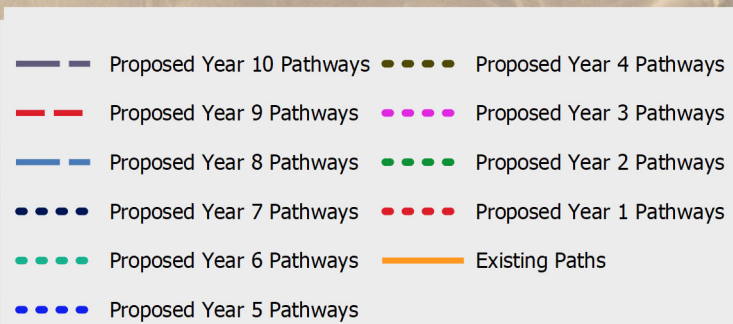 Proposed Year 10 Pathways
Proposed Year 9 Pathways
Proposed Year 8 Pathways
Proposed Year 7 Pathways
Proposed Year 6 Pathways
Proposed Year 5 Pathways
Proposed Year 4 Pathways
Proposed Year 3 Pathways
Proposed Year 2 Pathways
Proposed Year 1 Pathways
Existing Paths